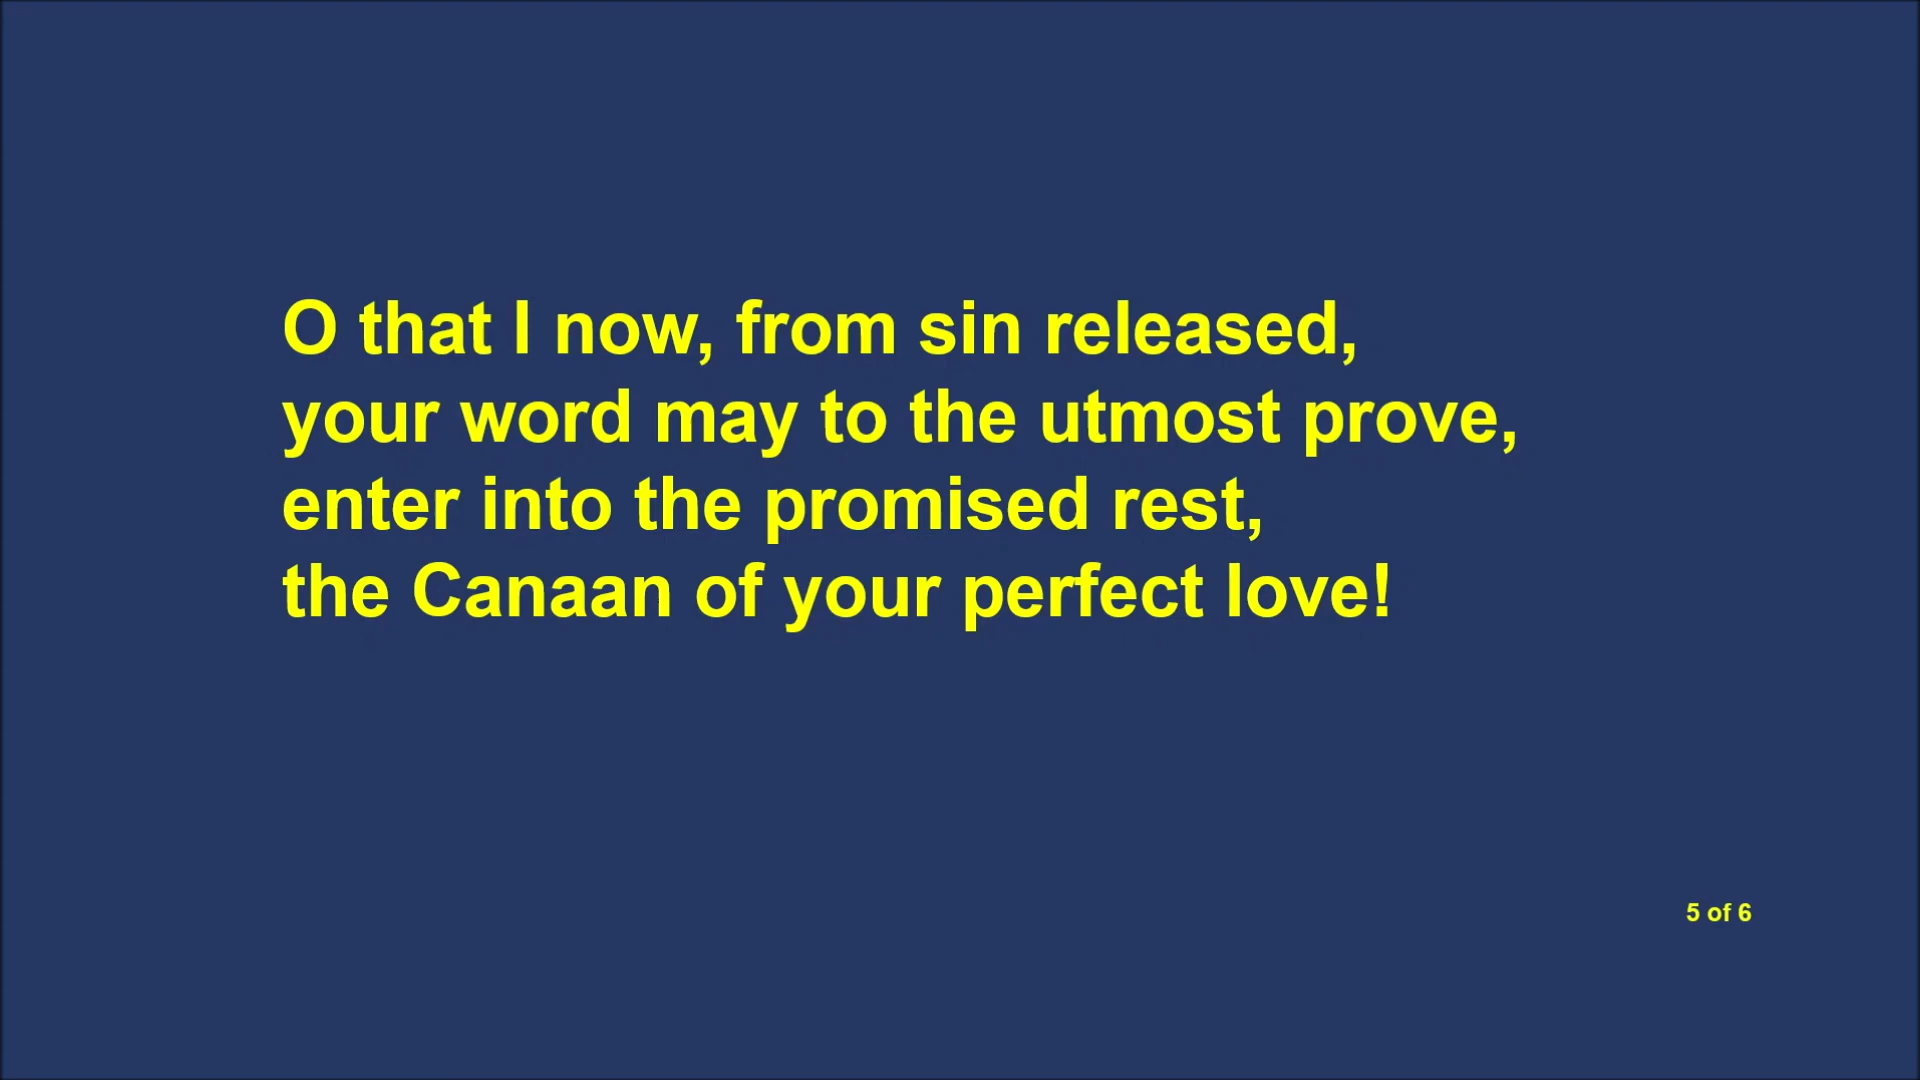 O that I now, from sin released,
your word may to the utmost prove,
enter into the promised rest,
the Canaan of your perfect love!
5 of 6